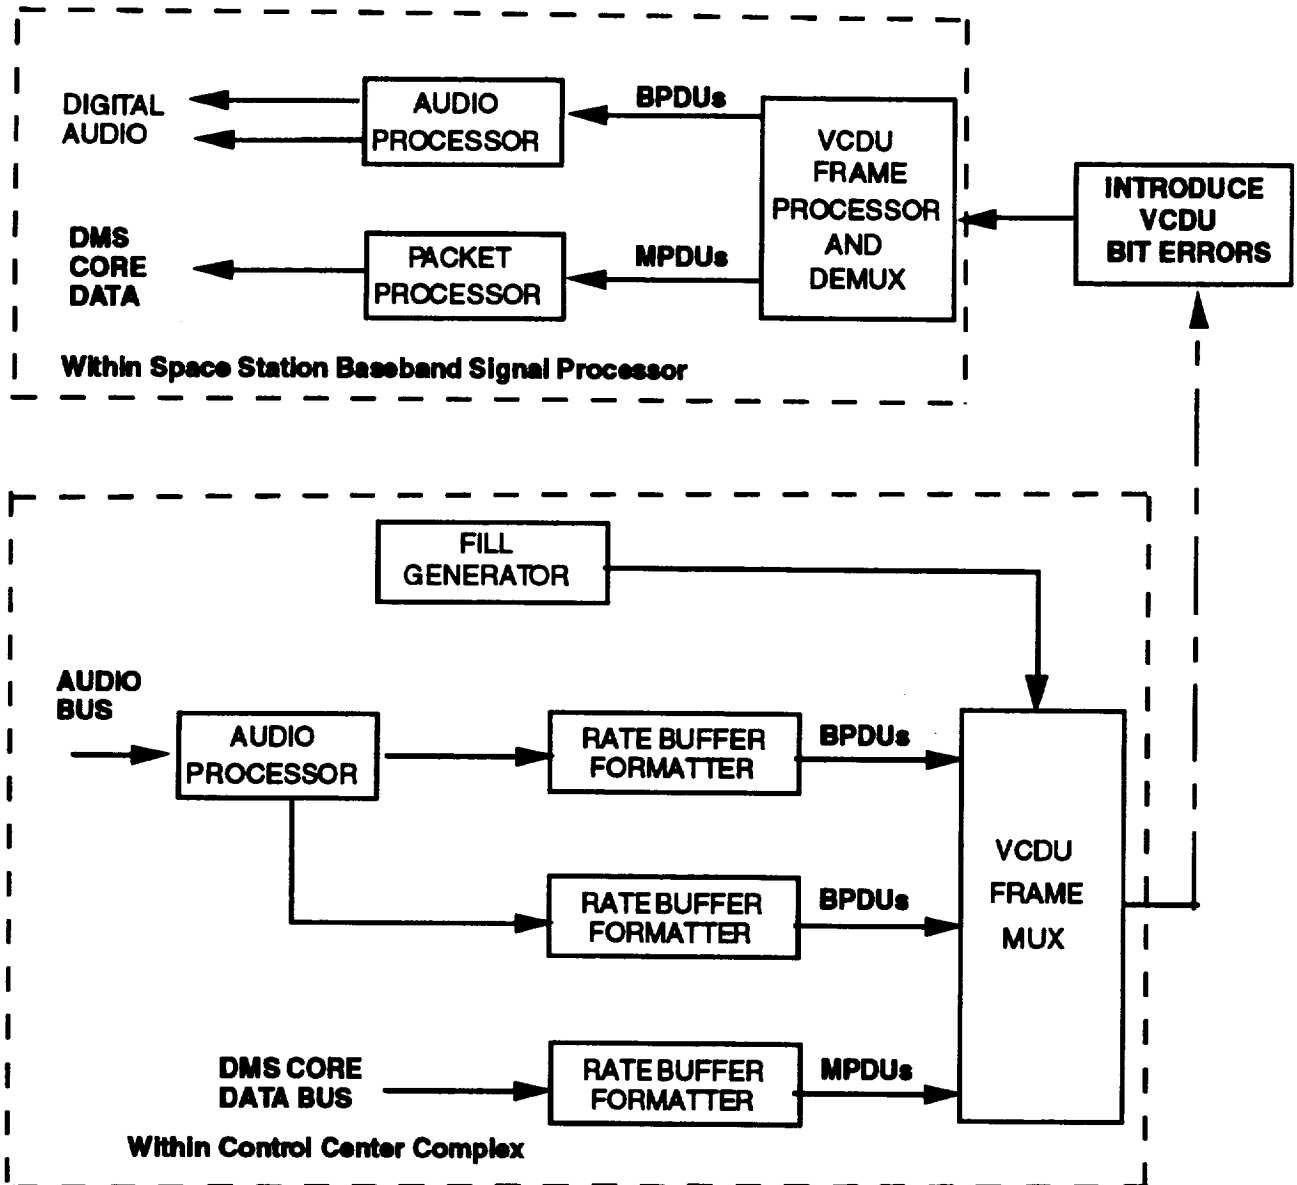 DIGITAL
AUDIO
AUDIO
PROCESSOR
BPDUs
VCDU
FRAME
PROCESSOR
AND
DEMUX
INTRODUCE
VCDU
BIT ERRORS
DMS
CORE
DATA
PACKET
PROCESSOR
MPDUs
Within Space Station Baseband Signal Processor
FILL
GENERATOR
AUDIO
BUS
AUDIO
PROCESSOR
RATE BUFFER
FORMATTER
BPDUs
RATE BUFFER
FORMATTER
BPDUs
VCDU
FRAME
MUX
DMS CORE
DATA BUS
RATE BUFFER
FORMATTER
MPDUs
Within Control Center Complex